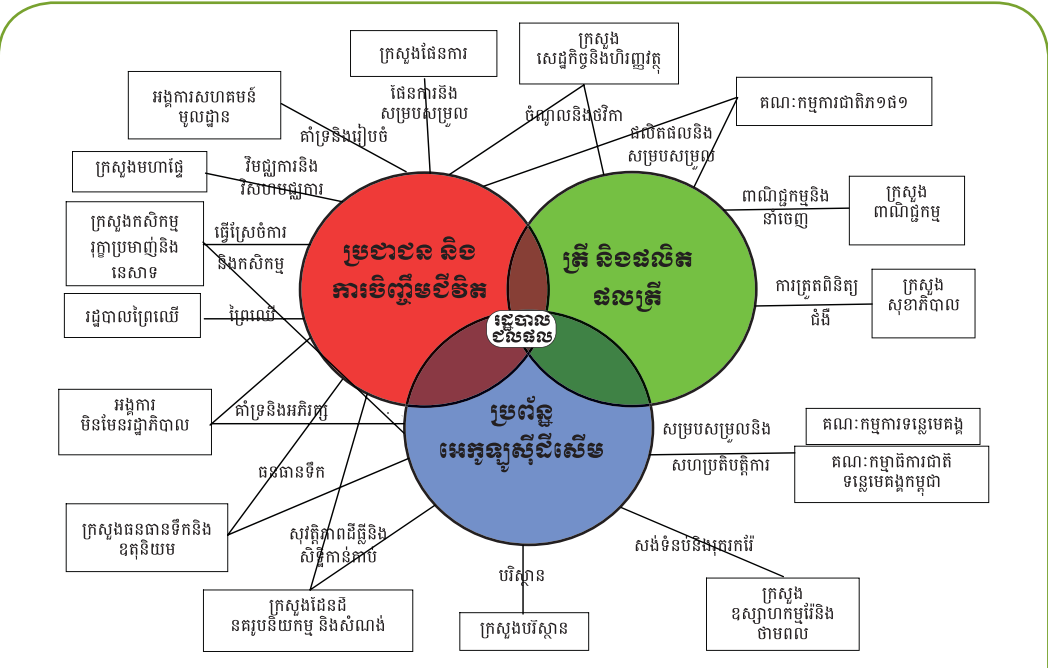 ក្រសួងផែនការ
ក្រសួង
សេដ្ឋកិច្ចនិងហិរញ្ញវត្ថុ
អង្គការសហគមន៍
មូលដ្ឋាន
ផែនការនិង
សម្របសម្រួល
ចំណូលនិងថវិកា
គណៈកម្មការជាតិភ១ផ១
គាំទ្រនិងរៀបចំ
ផលិតផលនិង
សម្របសម្រួល
ក្រសួងមហាផ្ទៃ
វិមជ្ឈការនិង
វិសហមជ្ឈការ
ពាណិជ្ជកម្មនិង
នាំចេញ
ក្រសួង
ពាណិជ្ជកម្ម
ក្រសួងកសិកម្ម
រុក្ខាប្រមាញ់និង
នេសាទ
ធ្វើស្រែចំការ
និងកសិកម្ម
ប្រជាជន និង
ការចិញ្ចឹមជីវិត
ត្រី និងផលិត
ផលត្រី
ការត្រួតពិនិត្យ
ជំងឺ
ក្រសួង
សុខាភិបាល
រដ្ឋបាលព្រៃឈើ
ព្រៃឈើ
រដ្ឋបាល
ជលផល
អង្គការ
មិនមែនរដ្ឋាភិបាល
គាំទ្រនិងអភិរក្ស
ប្រព័ន្ធ
អេកូឡូស៊ីដីសើម
សម្របសម្រួលនិង
សហប្រតិបត្តិការ
គណៈកម្មការទន្លេមេគង្គ
គណៈកម្មាធិការជាតិ
ទន្លេមេគង្គកម្ពុជា
ធនធានទឹក
ក្រសួងធនធានទឹកនិង
ឧតុនិយម
សុវត្ថិភាពដីធ្លីនិង
សិទ្ធិកាន់កាប់
សង់ទំនប់និងរុករករ៉ែ
បរិស្ថាន
ក្រសួងដែនដី
នគរូបនិយកម្ម និងសំណង់
ក្រសួងបរិស្ថាន
ក្រសួង
ឧស្សាហកម្មរ៉ែនិង
ថាមពល